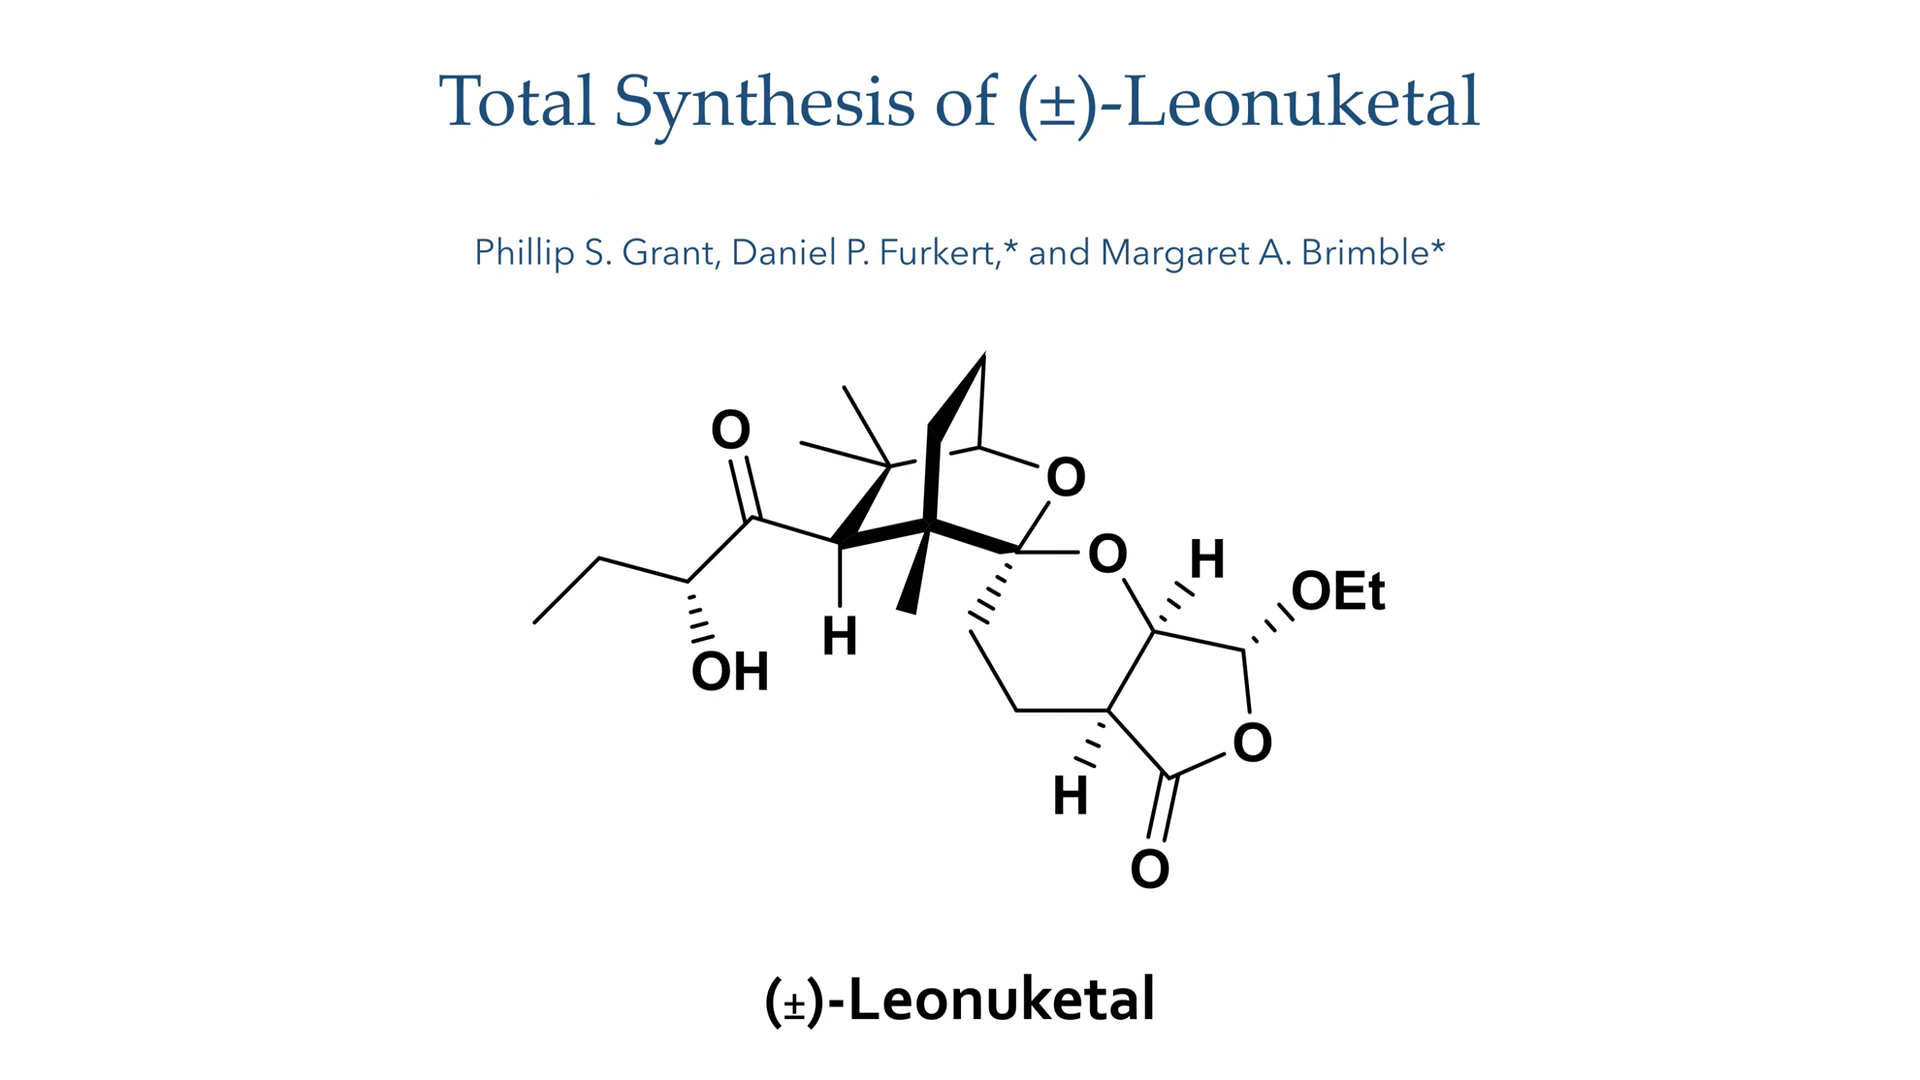 Total Synthesis of (±)-Leonuketal
Phillip S. Grant, Daniel P. Furkert,* and Margaret A. Brimble*
O
O
O
H
OEt
H
OH
O
H
O
(±)-Leonuketal